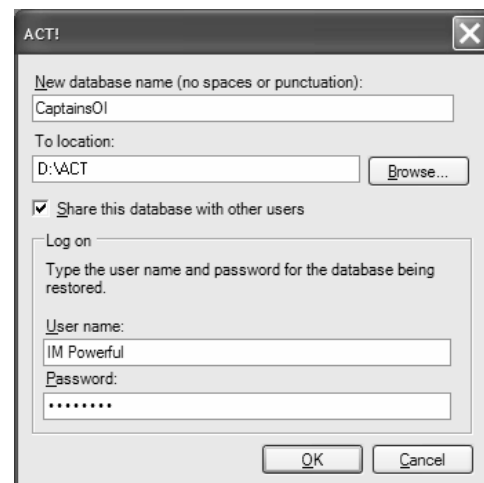 ACT!
New database name (no spaces or punctuation):
CaptainsOI
To location:
D:\ACT
Browse...
Share this database with other users
Log on
Type the user name and password for the database being
restored.
User name:
IM Powerful
Password:
••••••••
OK
Cancel